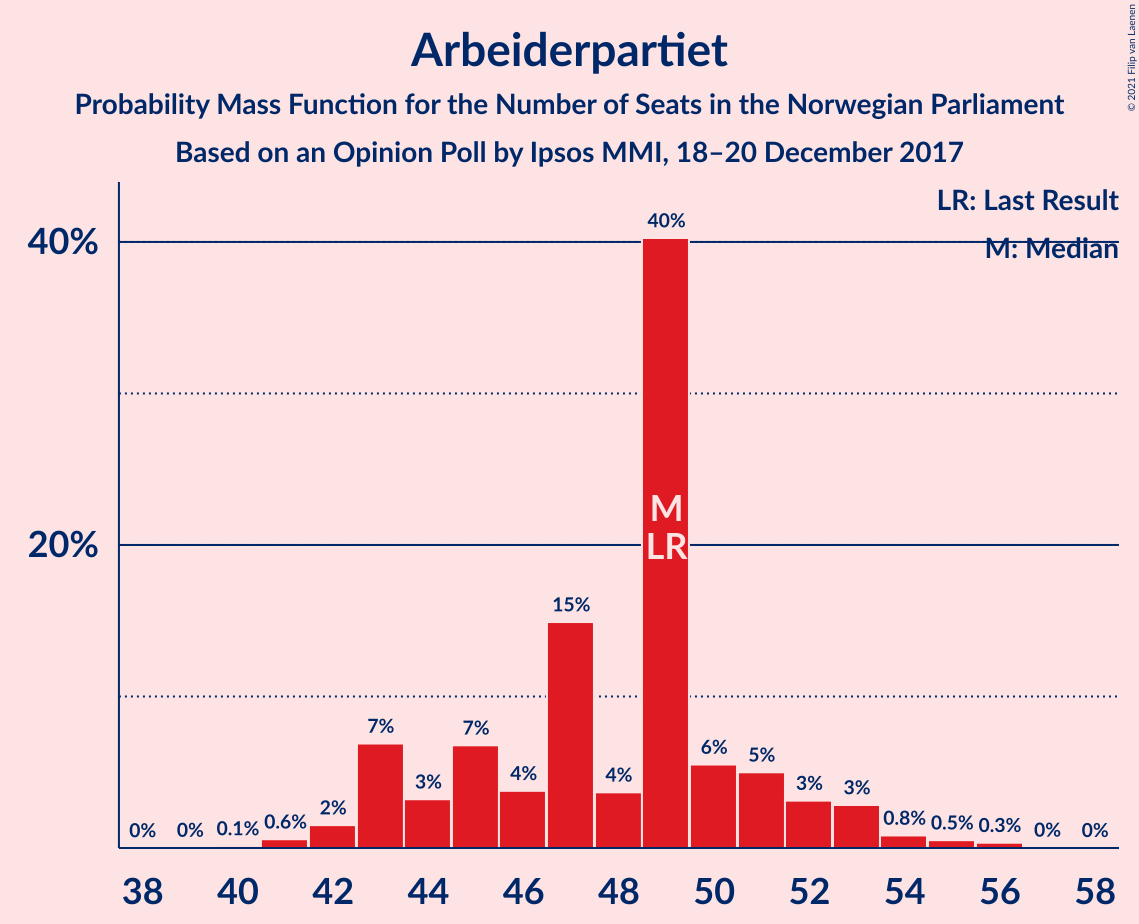 Arbeiderpartiet
Probability Mass Function for the Number of Seats in the Norwegian Parliament
Based on an Opinion Poll by Ipsos MMI, 18–20 December 2017
© 2021 Filip van Laenen
LR: Last Result
M: Median
40%
20%
0%
0%
0.1%
0.6%
2%
7%
3%
7%
4%
15%
4%
40%
6%
5%
3%
3%
0.8%
0.5%
0.3%
0%
0%
M
LR
38 40 42 44 46 48 50 52 54 56 58